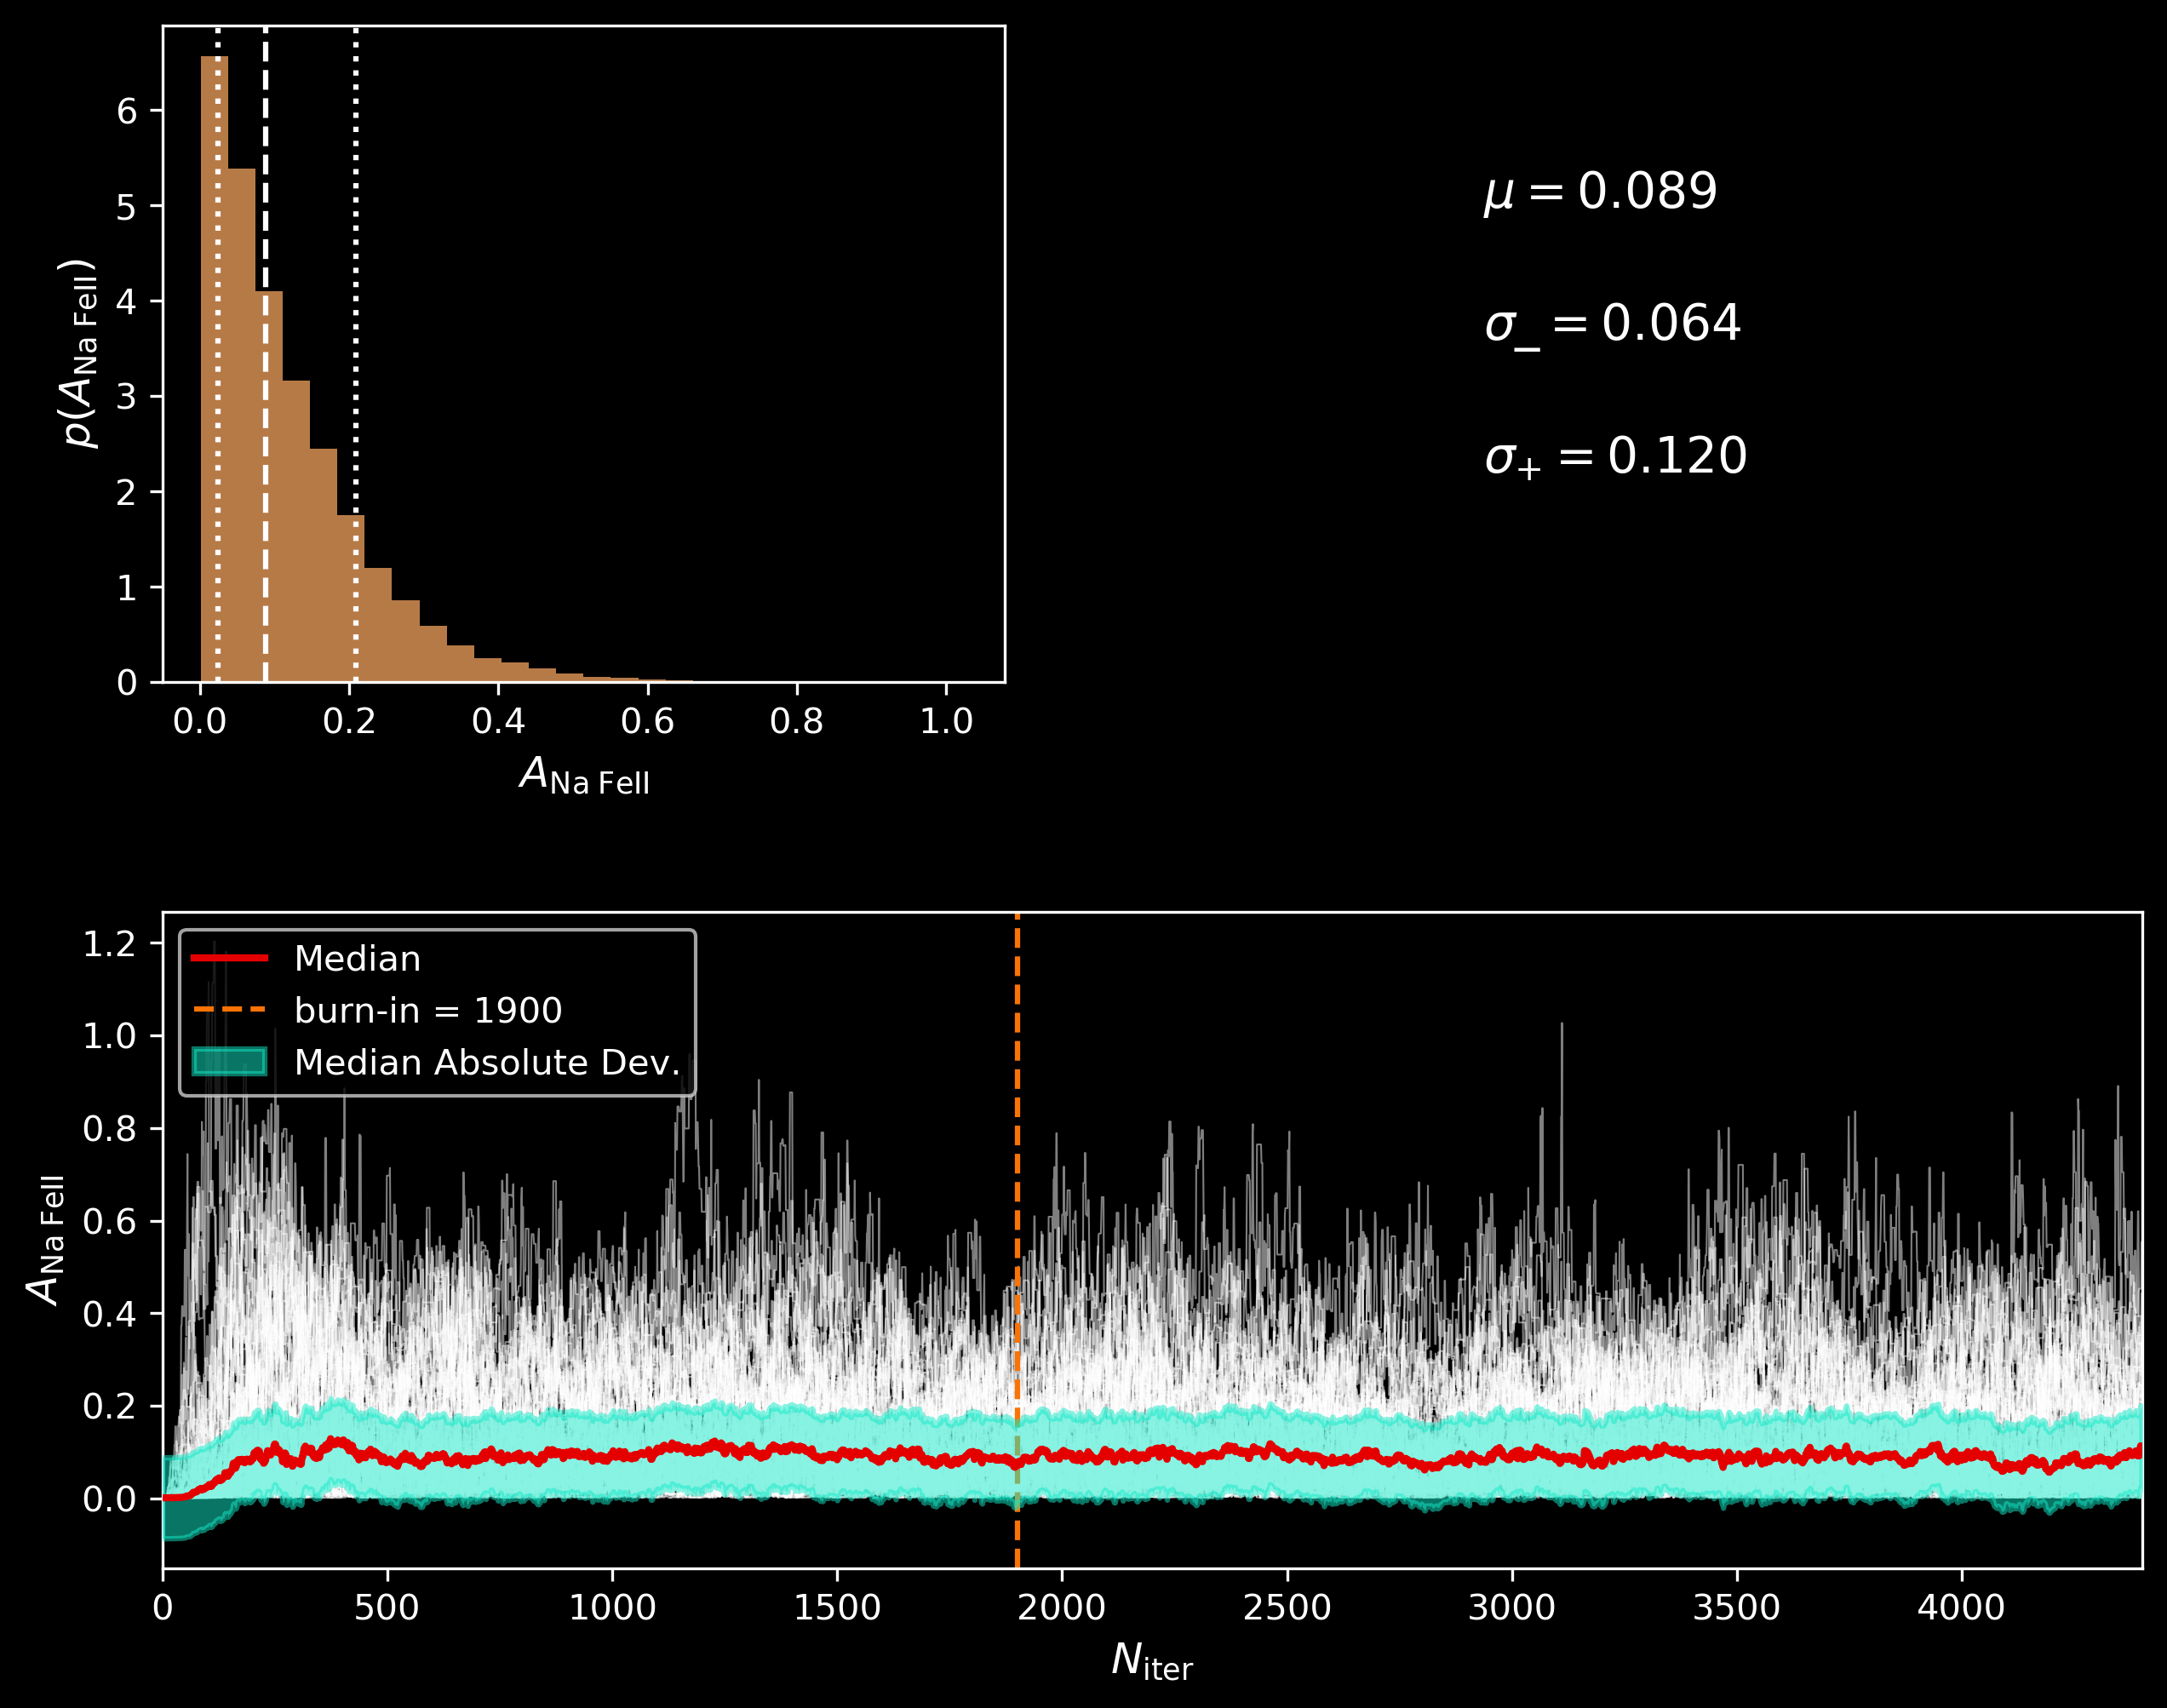 6
5
4
3
2
1
0
p(A_Na FeII)
0.0 0.2 0.4 0.6 0.8 1.0
A_Na FeII
μ = 0.089
σ_− = 0.064
σ_+ = 0.120
1.2
1.0
0.8
0.6
0.4
0.2
0.0
A_Na FeII
Median
burn-in = 1900
Median Absolute Dev.
0 500 1000 1500 2000 2500 3000 3500 4000
N_iter